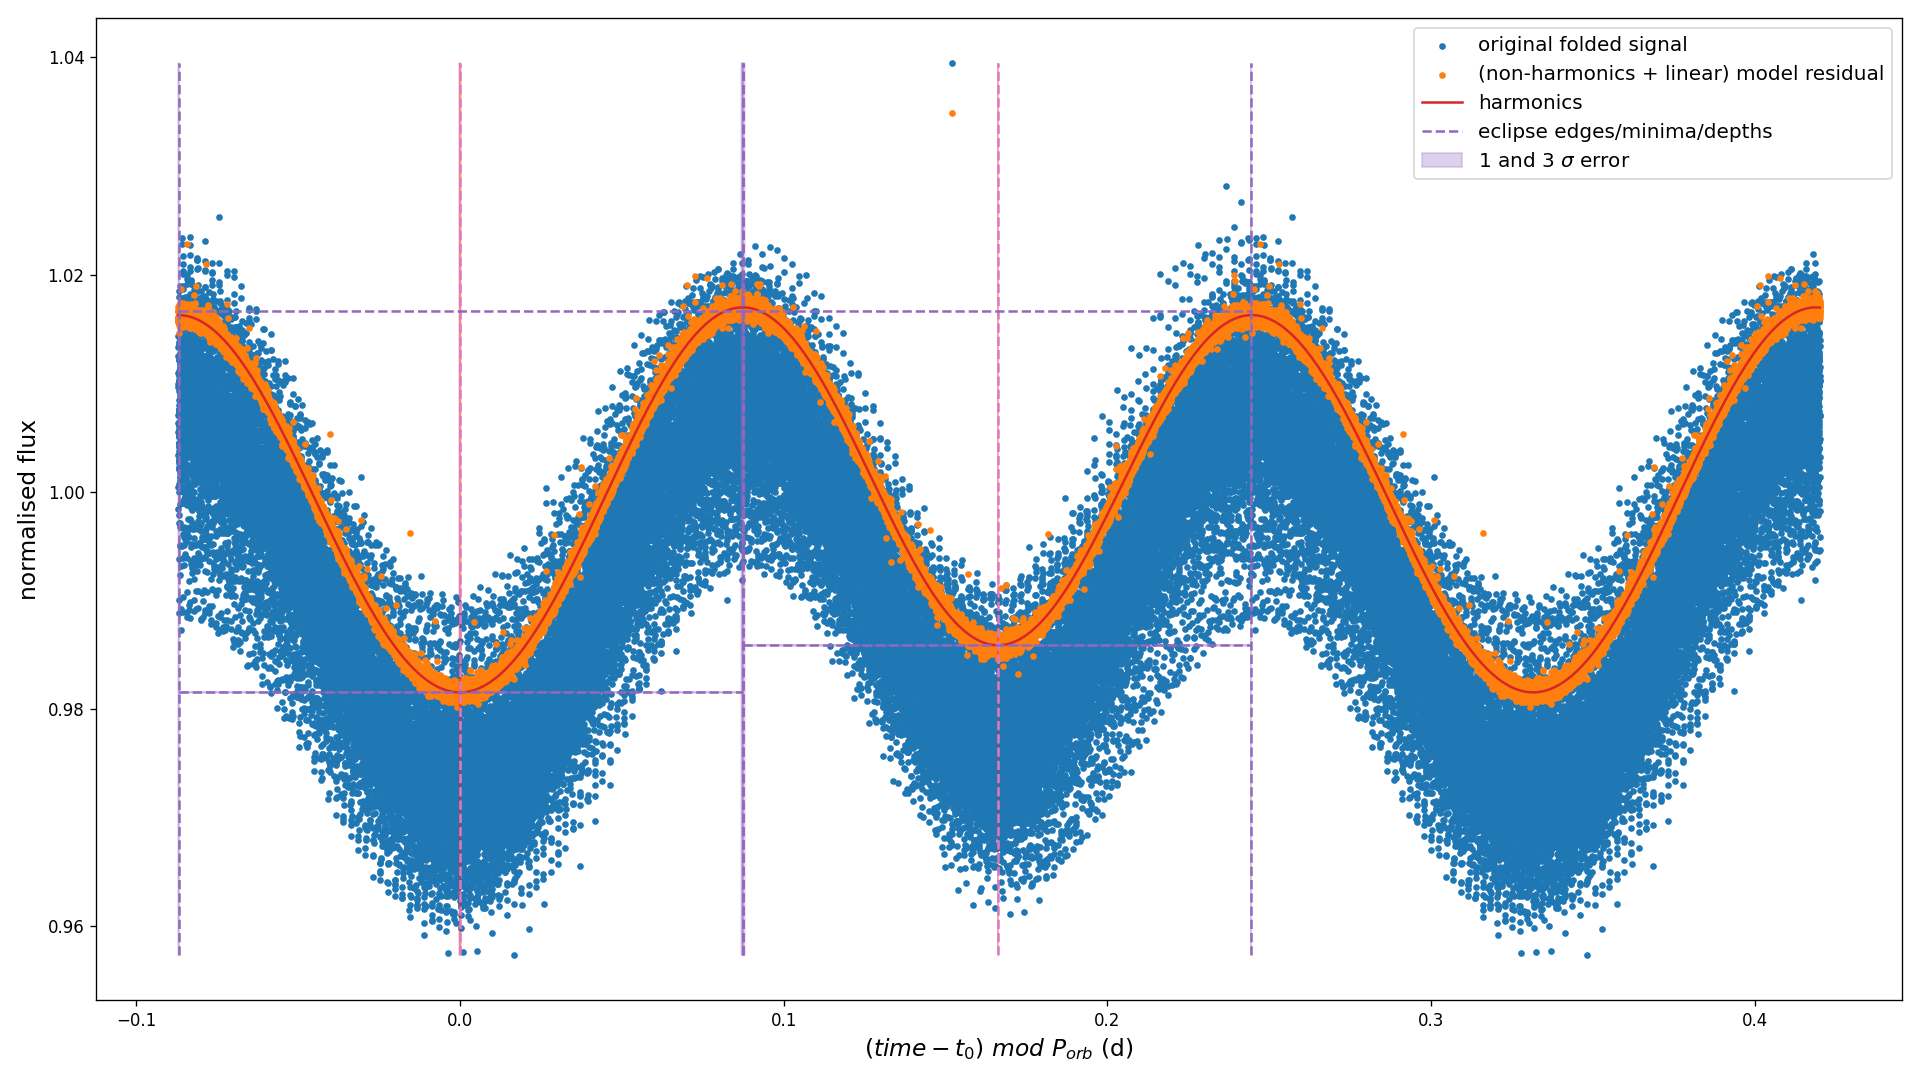 original folded signal
(non-harmonics + linear) model residual
harmonics
eclipse edges/minima/depths
1 and 3 σ error
normalised flux
1.04
1.02
1.00
0.98
0.96
−0.1 0.0 0.1 0.2 0.3 0.4
(time − t₀) mod Pₒᵣb (d)